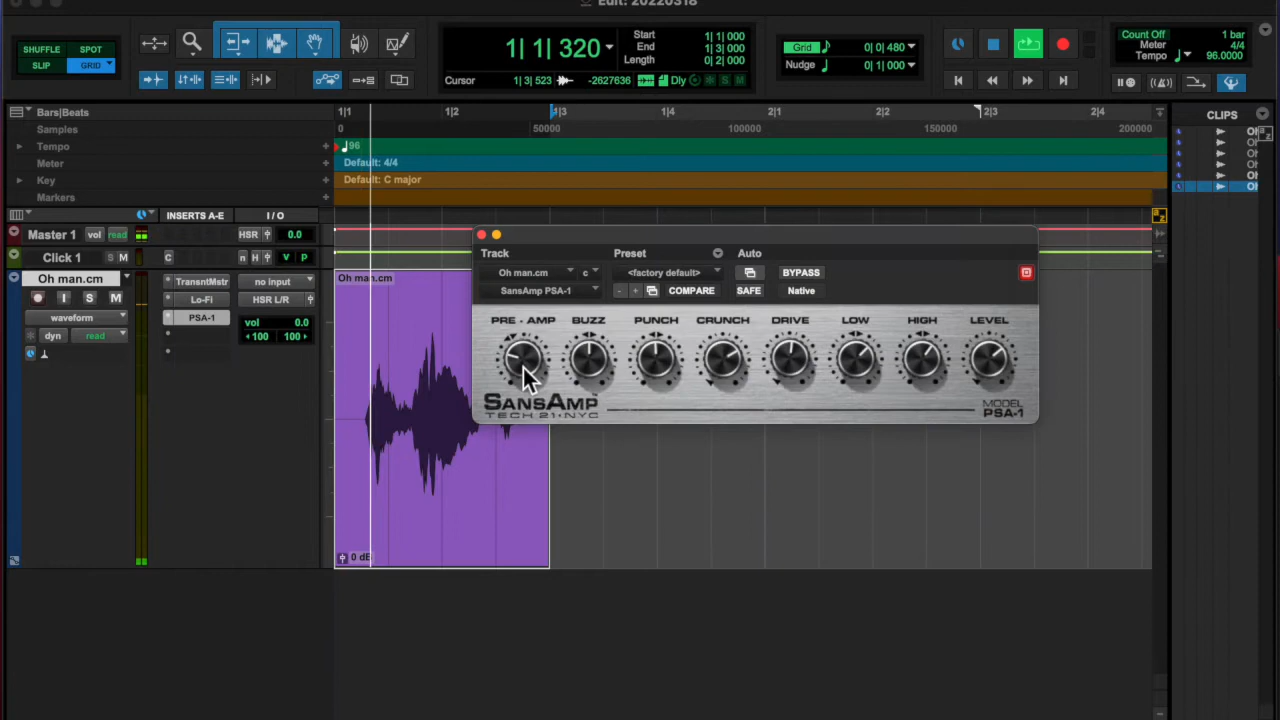 Edit: 20220318
SHUFFLE SPOT
SLIP GRID
1| 1| 320
Start 1| 1| 000
End 1| 3| 000
Length 0| 2| 000
Cursor 1| 3| 523 -2627636 Dly S M
Grid 0| 0| 480
Nudge 0| 1| 000
Count Off 1 bar
Meter 4/4
Tempo 96.0000
Bars|Beats 1|1 1|2 1|3 1|4 2|1 2|2 2|3 2|4
Samples 0 50000 100000 150000 200000
Tempo 96
Meter Default: 4/4
Key Default: C major
Markers
CLIPS
INSERTS A-E I / O
Master 1 vol read HSR 0.0
Click 1 S M C n H V P
Oh man.cm TransntMstr no input
I S M Lo-Fi HSR L/R
waveform PSA-1 vol 0.0
dyn read 100 100
Oh man.cm
0 dB
Track Preset Auto
Oh man.cm c <factory default> BYPASS
SansAmp PSA-1 - + COMPARE SAFE Native
PRE-AMP BUZZ PUNCH CRUNCH DRIVE LOW HIGH LEVEL
SANSAMP
TECH 21•NYC
MODEL
PSA-1